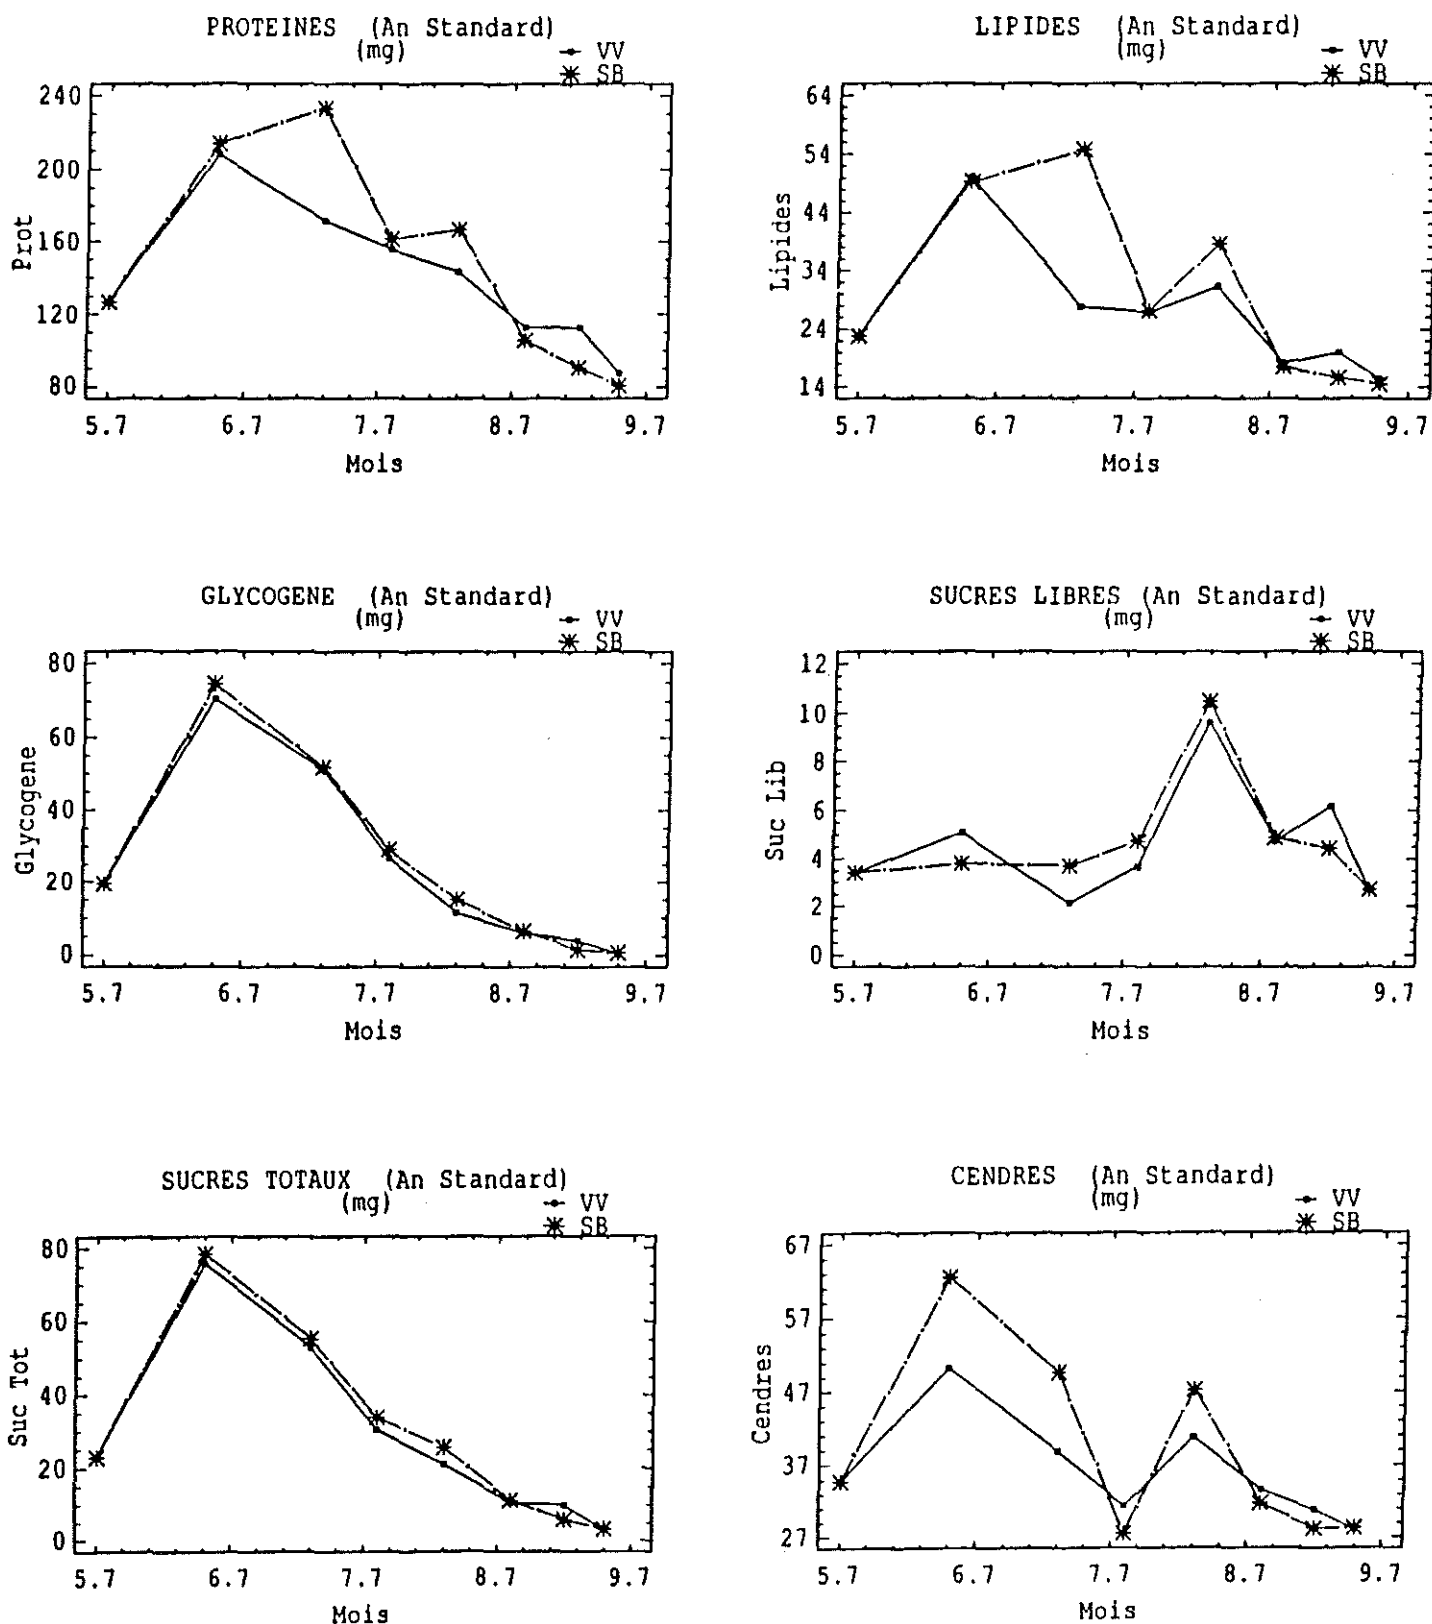 PROTEINES (An Standard)
(mg)
VV
SB
240
200
160
120
80
Prot
5.7 6.7 7.7 8.7 9.7
Mois
LIPIDES (An Standard)
(mg)
VV
SB
64
54
44
34
24
14
Lipides
5.7 6.7 7.7 8.7 9.7
Mois
GLYCOGENE (An Standard)
(mg)
VV
SB
80
60
40
20
0
Glycogene
5.7 6.7 7.7 8.7 9.7
Mois
SUCRES LIBRES (An Standard)
(mg)
VV
SB
12
10
8
6
4
2
0
Suc Lib
5.7 6.7 7.7 8.7 9.7
Mois
SUCRES TOTAUX (An Standard)
(mg)
VV
SB
80
60
40
20
0
Suc Tot
5.7 6.7 7.7 8.7 9.7
Mois
CENDRES (An Standard)
(mg)
VV
SB
67
57
47
37
27
Cendres
5.7 6.7 7.7 8.7 9.7
Mois